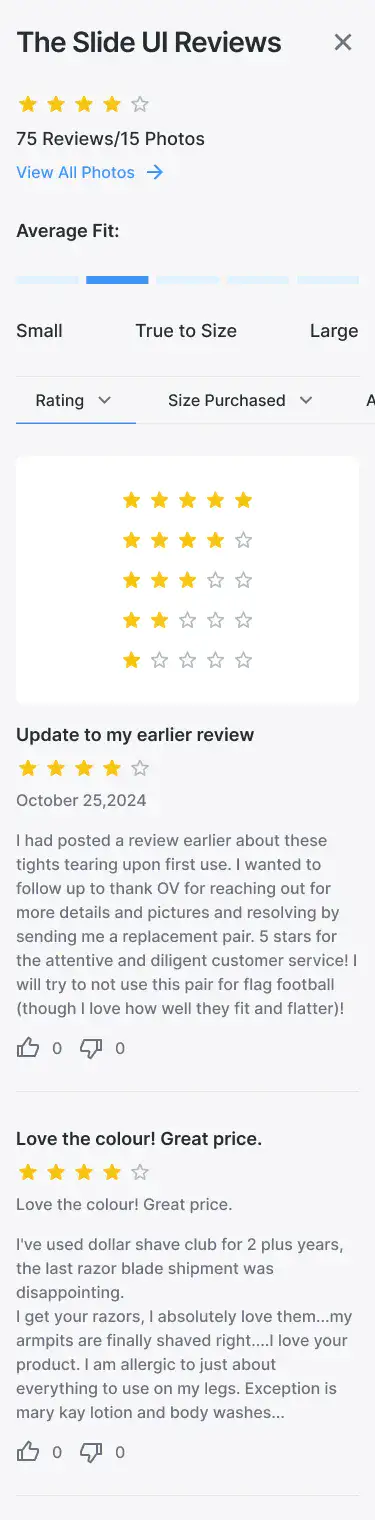 The Slide UI Reviews
75 Reviews/15 Photos
View All Photos
Average Fit:
Small True to Size Large
Rating Size Purchased A
Update to my earlier review
October 25,2024
I had posted a review earlier about these
tights tearing upon first use. I wanted to
follow up to thank OV for reaching out for
more details and pictures and resolving by
sending me a replacement pair. 5 stars for
the attentive and diligent customer service! I
will try to not use this pair for flag football
(though I love how well they fit and flatter)!
0 0
Love the colour! Great price.
Love the colour! Great price.
I've used dollar shave club for 2 plus years,
the last razor blade shipment was
disappointing.
I get your razors, I absolutely love them...my
armpits are finally shaved right....I love your
product. I am allergic to just about
everything to use on my legs. Exception is
mary kay lotion and body washes...
0 0